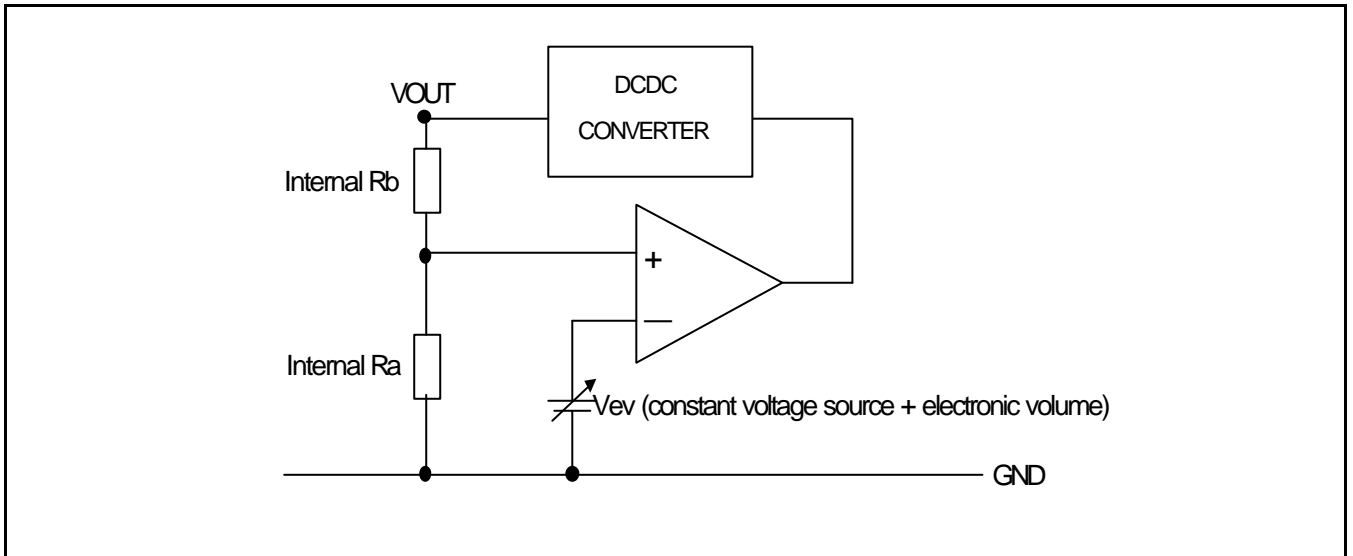 DCDC
CONVERTER
VOUT
Internal Rb
+
—
Internal Ra
Vev (constant voltage source + electronic volume)
GND